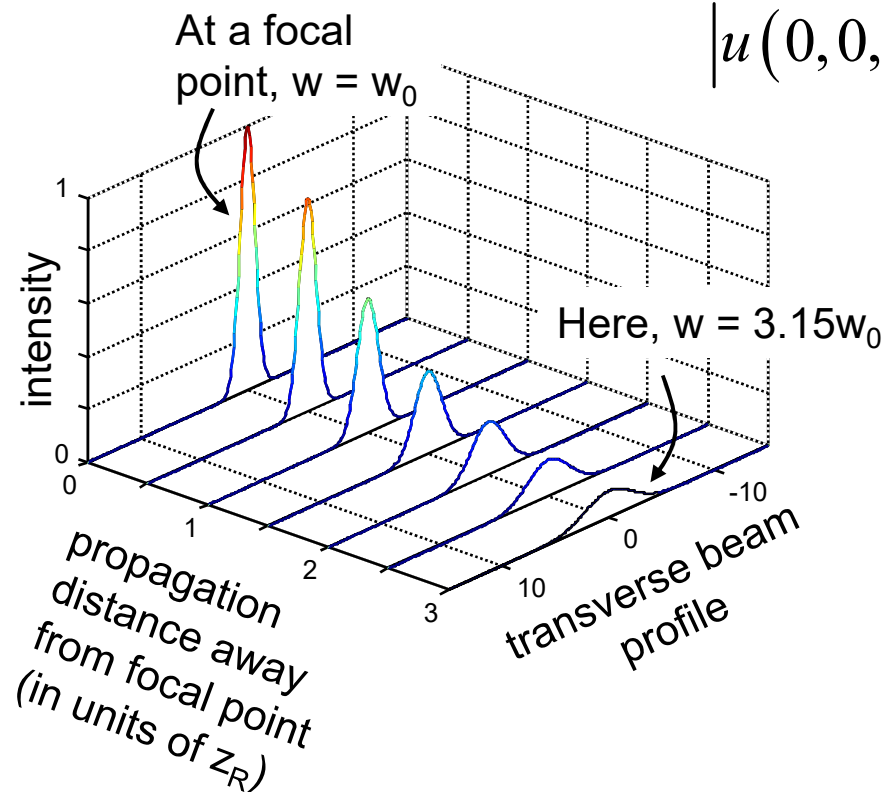 At a focal
point, w = w₀
|u(0,0,
1
intensity
0
Here, w = 3.15w₀
0
1
2
3
10
0
-10
propagation
distance away
from focal point
(in units of z_R)
transverse beam
profile